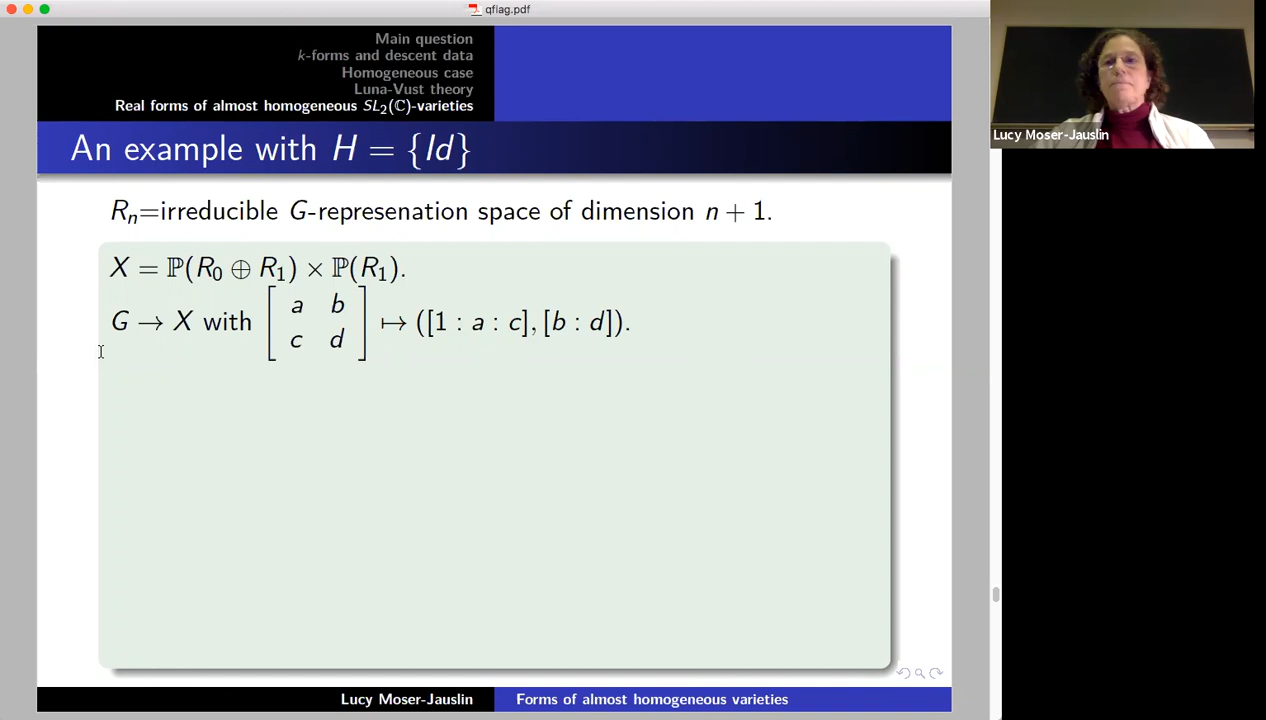 qflag.pdf
Main question
k-forms and descent data
Homogeneous case
Luna-Vust theory
Real forms of almost homogeneous SL₂(ℂ)-varieties
An example with H = {Id}
Rₙ=irreducible G-represenation space of dimension n + 1.
X = ℙ(R₀ ⊕ R₁) × ℙ(R₁).
G → X with [a b; c d] ↦ ([1 : a : c], [b : d]).
Lucy Moser-Jauslin
Lucy Moser-Jauslin Forms of almost homogeneous varieties